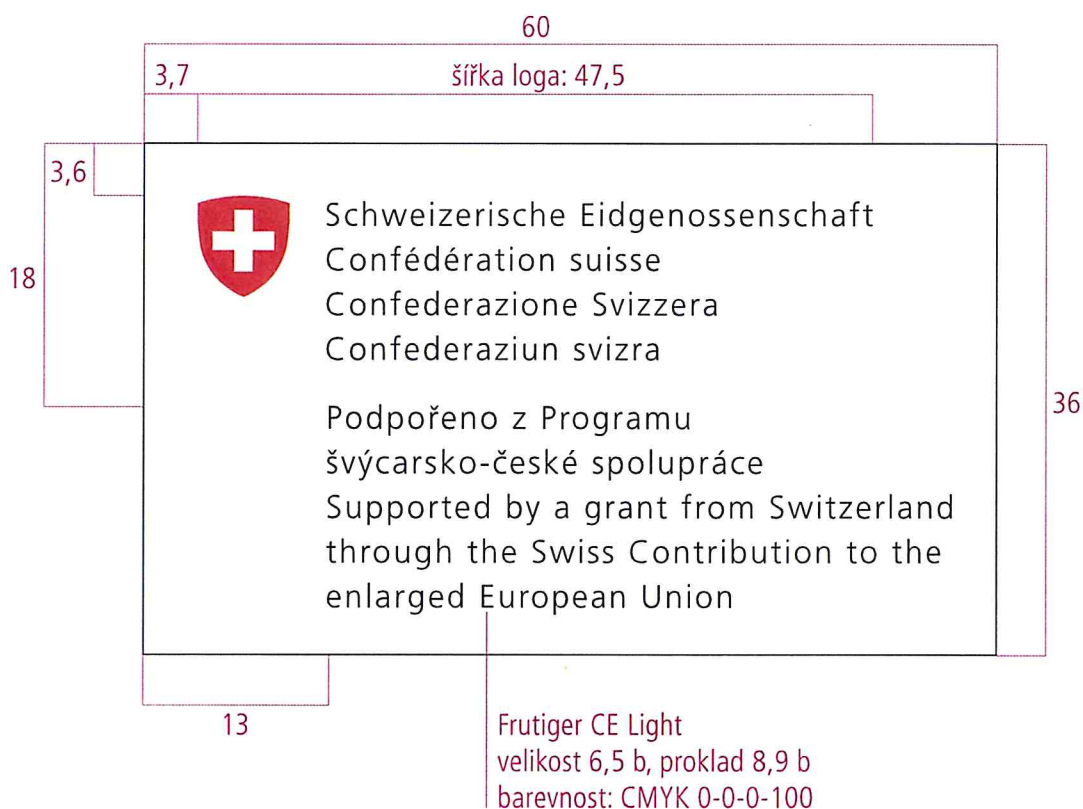 60
3,7
šířka loga: 47,5
3,6
18
36
Schweizerische Eidgenossenschaft
Confédération suisse
Confederazione Svizzera
Confederaziun svizra
Podpořeno z Programu
švýcarsko-české spolupráce
Supported by a grant from Switzerland
through the Swiss Contribution to the
enlarged European Union
13
Frutiger CE Light
velikost 6,5 b, proklad 8,9 b
barevnost: CMYK 0-0-0-100